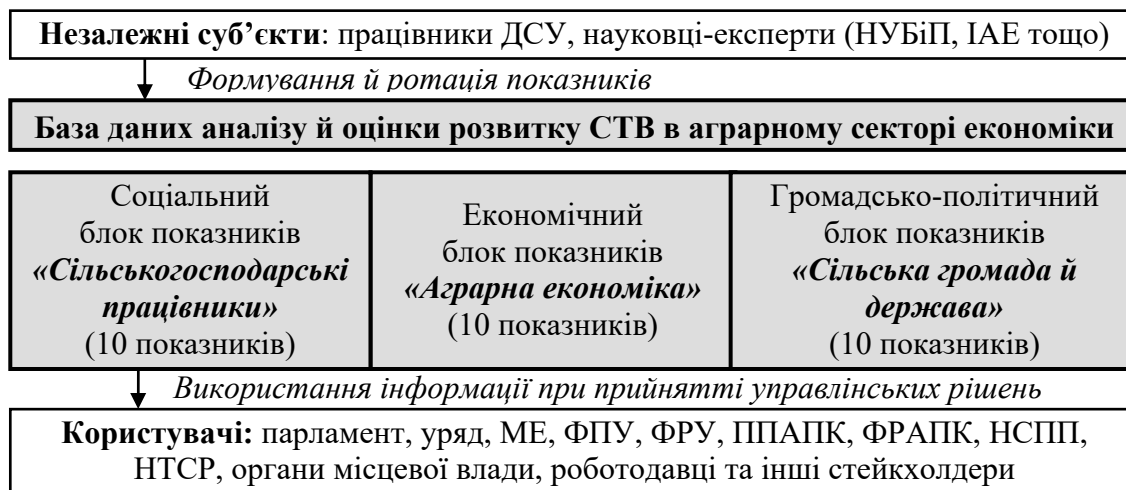 Незалежні суб’єкти: працівники ДСУ, науковці-експерти (НУБіП, ІАЕ тощо)
Формування й ротація показників
База даних аналізу й оцінки розвитку СТВ в аграрному секторі економіки
Соціальний
блок показників
«Сільськогосподарські
працівники»
(10 показників)
Економічний
блок показників
«Аграрна економіка»
(10 показників)
Громадсько-політичний
блок показників
«Сільська громада й
держава»
(10 показників)
Використання інформації при прийнятті управлінських рішень
Користувачі: парламент, уряд, МЕ, ФПУ, ФРУ, ППАПК, ФРАПК, НСПП,
НТСР, органи місцевої влади, роботодавці та інші стейкхолдери